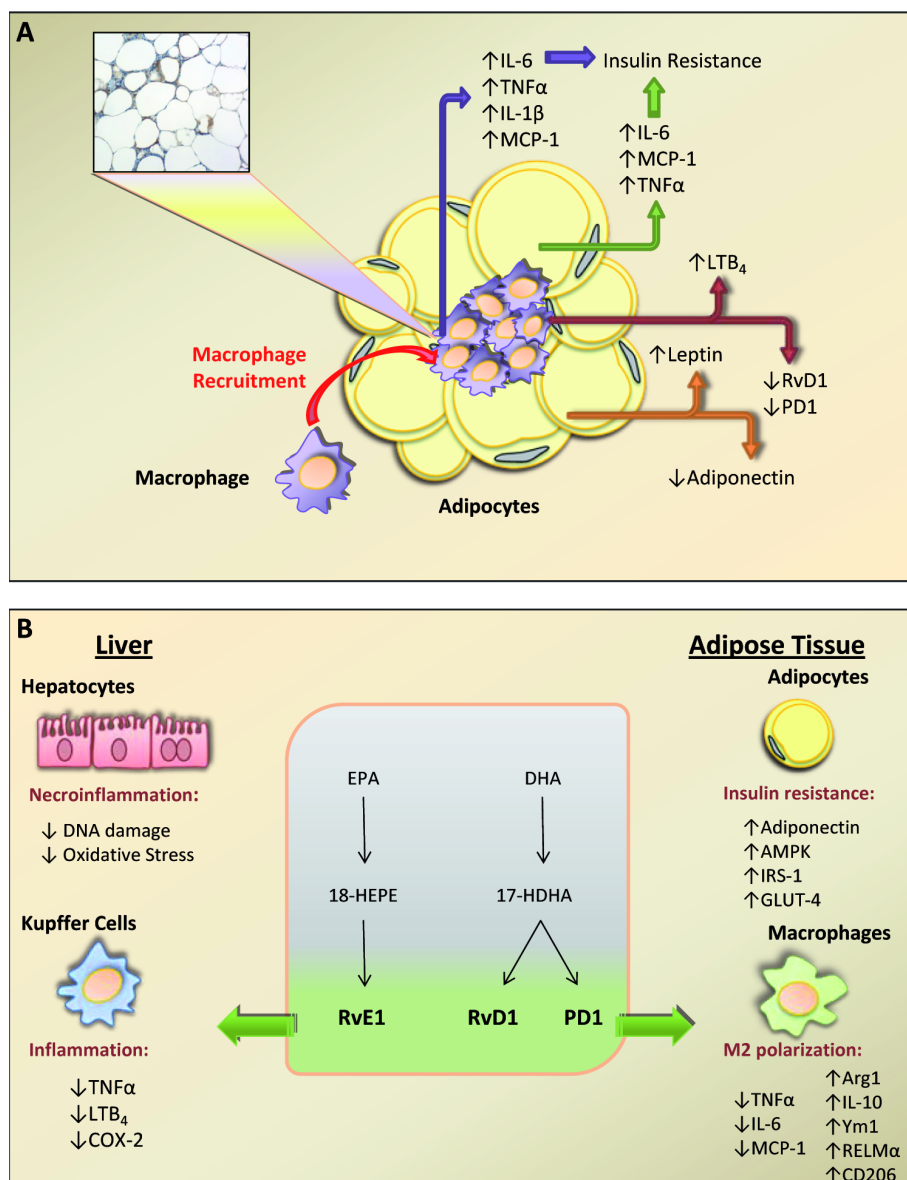 A
↑IL-6
↑TNFα
↑IL-1β
↑MCP-1
Insulin Resistance
↑IL-6
↑MCP-1
↑TNFα
↑LTB₄
Macrophage
Recruitment
↑Leptin
↓RvD1
↓PD1
Macrophage
Adipocytes
↓Adiponectin
B
Liver
Hepatocytes
Necroinflammation:
↓ DNA damage
↓ Oxidative Stress
Kupffer Cells
Inflammation:
↓TNFα
↓LTB₄
↓COX-2
EPA
DHA
18-HEPE
17-HDHA
RvE1
RvD1
PD1
Adipose Tissue
Adipocytes
Insulin resistance:
↑Adiponectin
↑AMPK
↑IRS-1
↑GLUT-4
Macrophages
M2 polarization:
↓TNFα
↓IL-6
↓MCP-1
↑Arg1
↑IL-10
↑Ym1
↑RELMα
↑CD206